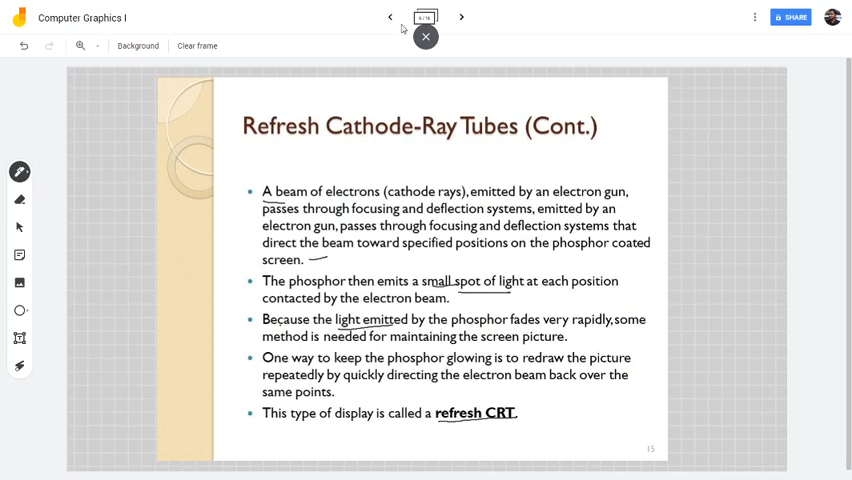 Computer Graphics I
SHARE
Background
Clear frame
Refresh Cathode-Ray Tubes (Cont.)
• A beam of electrons (cathode rays), emitted by an electron gun,
passes through focusing and deflection systems, emitted by an
electron gun, passes through focusing and deflection systems that
direct the beam toward specified positions on the phosphor coated
screen.
• The phosphor then emits a small spot of light at each position
contacted by the electron beam.
• Because the light emitted by the phosphor fades very rapidly, some
method is needed for maintaining the screen picture.
• One way to keep the phosphor glowing is to redraw the picture
repeatedly by quickly directing the electron beam back over the
same points.
• This type of display is called a refresh CRT.
15